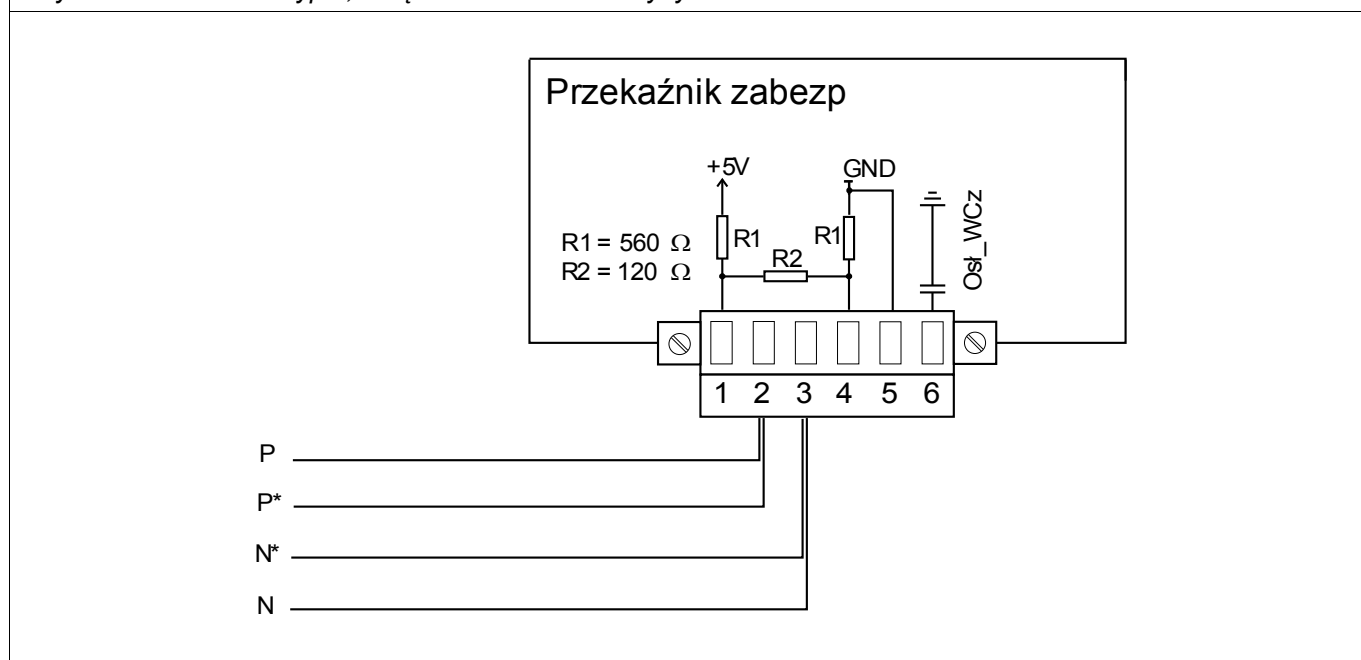 Przekaźnik zabezp
+5V
GND
R1 = 560 Ω
R2 = 120 Ω
R1
R2
R1
Osł_WCz
1 2 3 4 5 6
P
P*
N*
N